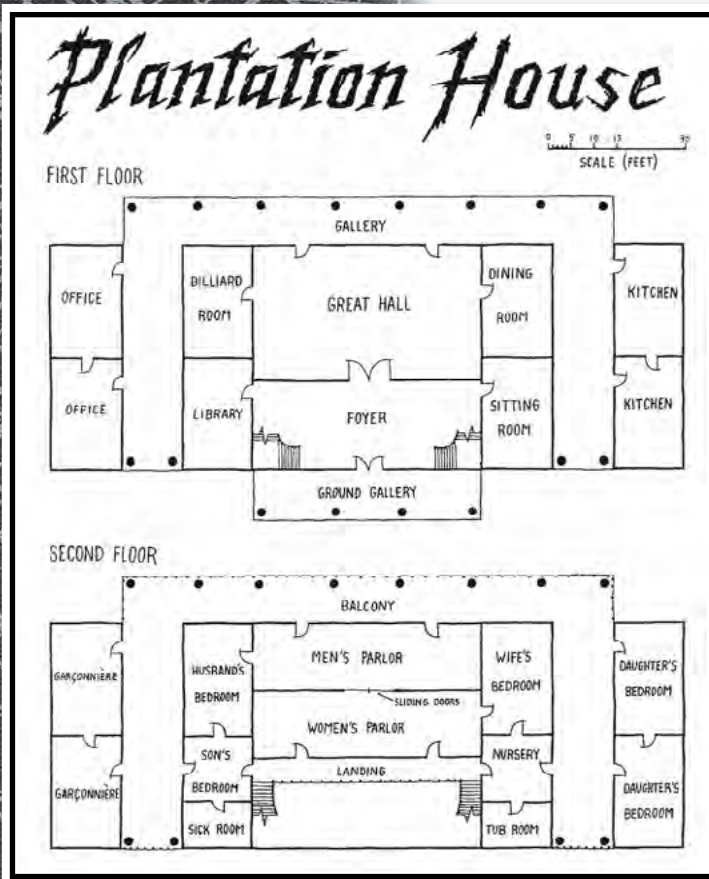 Plantation House
0 5 10 15 30
SCALE (FEET)
FIRST FLOOR
GALLERY
OFFICE
BILLIARD
ROOM
GREAT HALL
DINING
ROOM
KITCHEN
OFFICE
LIBRARY
FOYER
SITTING
ROOM
KITCHEN
GROUND GALLERY
SECOND FLOOR
BALCONY
GARÇONNIÈRE
HUSBAND'S
BEDROOM
MEN'S PARLOR
SLIDING DOORS
WIFE'S
BEDROOM
DAUGHTER'S
BEDROOM
WOMEN'S PARLOR
GARÇONNIÈRE
SON'S
BEDROOM
LANDING
NURSERY
DAUGHTER'S
BEDROOM
SICK ROOM
TUB ROOM